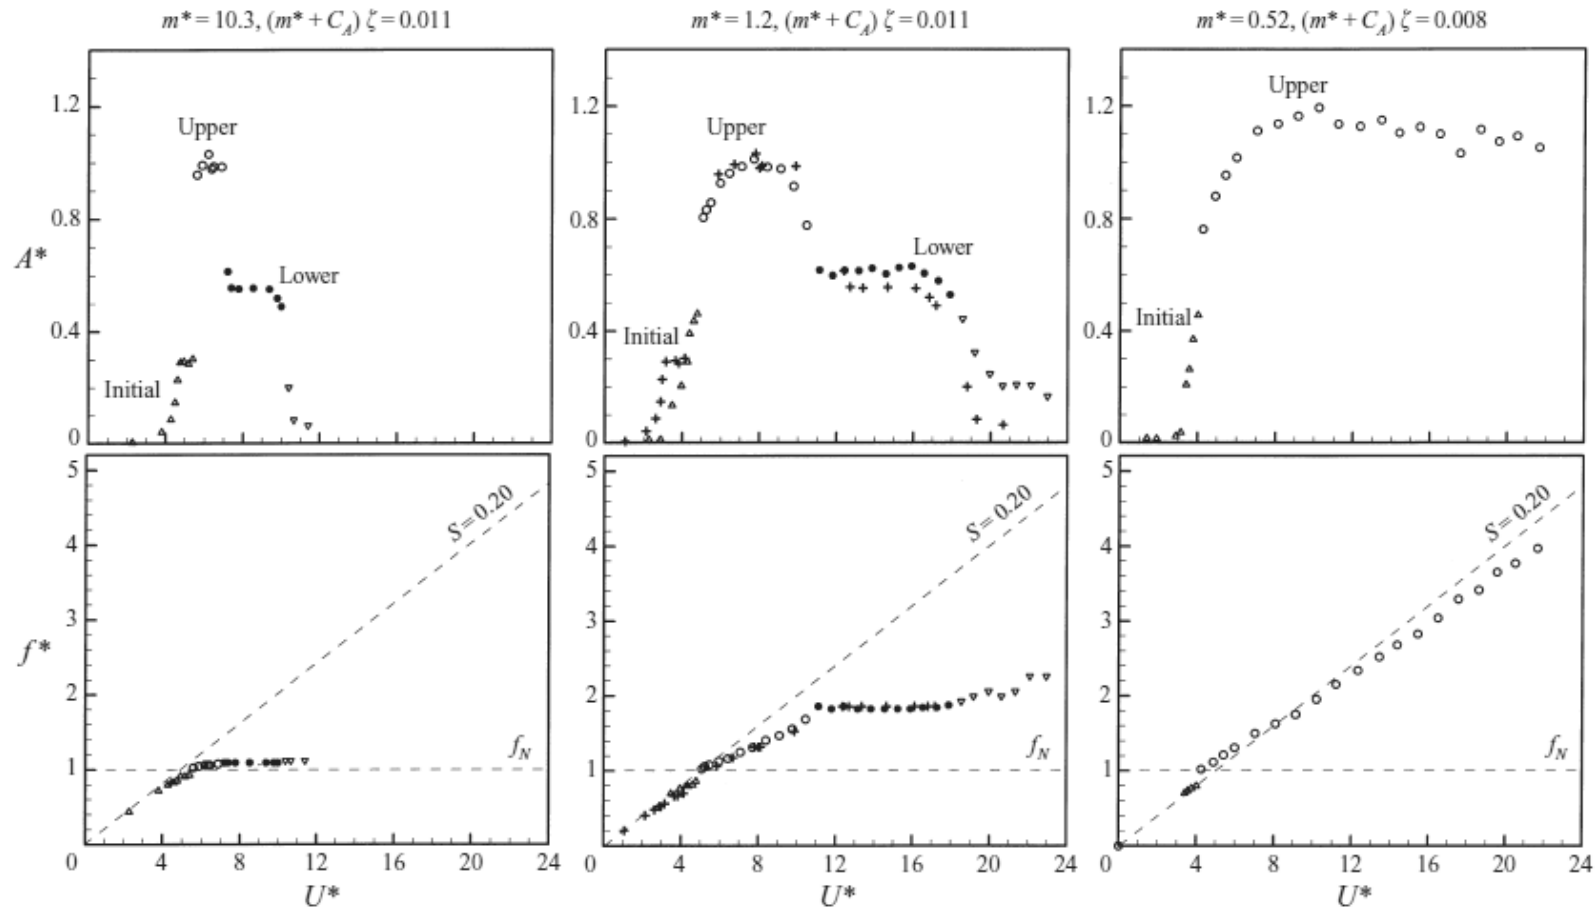 m* = 10.3, (m* + C_A) ζ = 0.011
m* = 1.2, (m* + C_A) ζ = 0.011
m* = 0.52, (m* + C_A) ζ = 0.008
A*
1.2
0.8
0.4
0
Upper
Lower
Initial
1.2
0.8
0.4
0
Upper
Lower
Initial
1.2
0.8
0.4
0
Upper
Initial
f*
5
4
3
2
1
S=0.20
f_N
0 4 8 12 16 20 24
U*
5
4
3
2
1
S=0.20
f_N
0 4 8 12 16 20 24
U*
5
4
3
2
1
S=0.20
f_N
0 4 8 12 16 20 24
U*